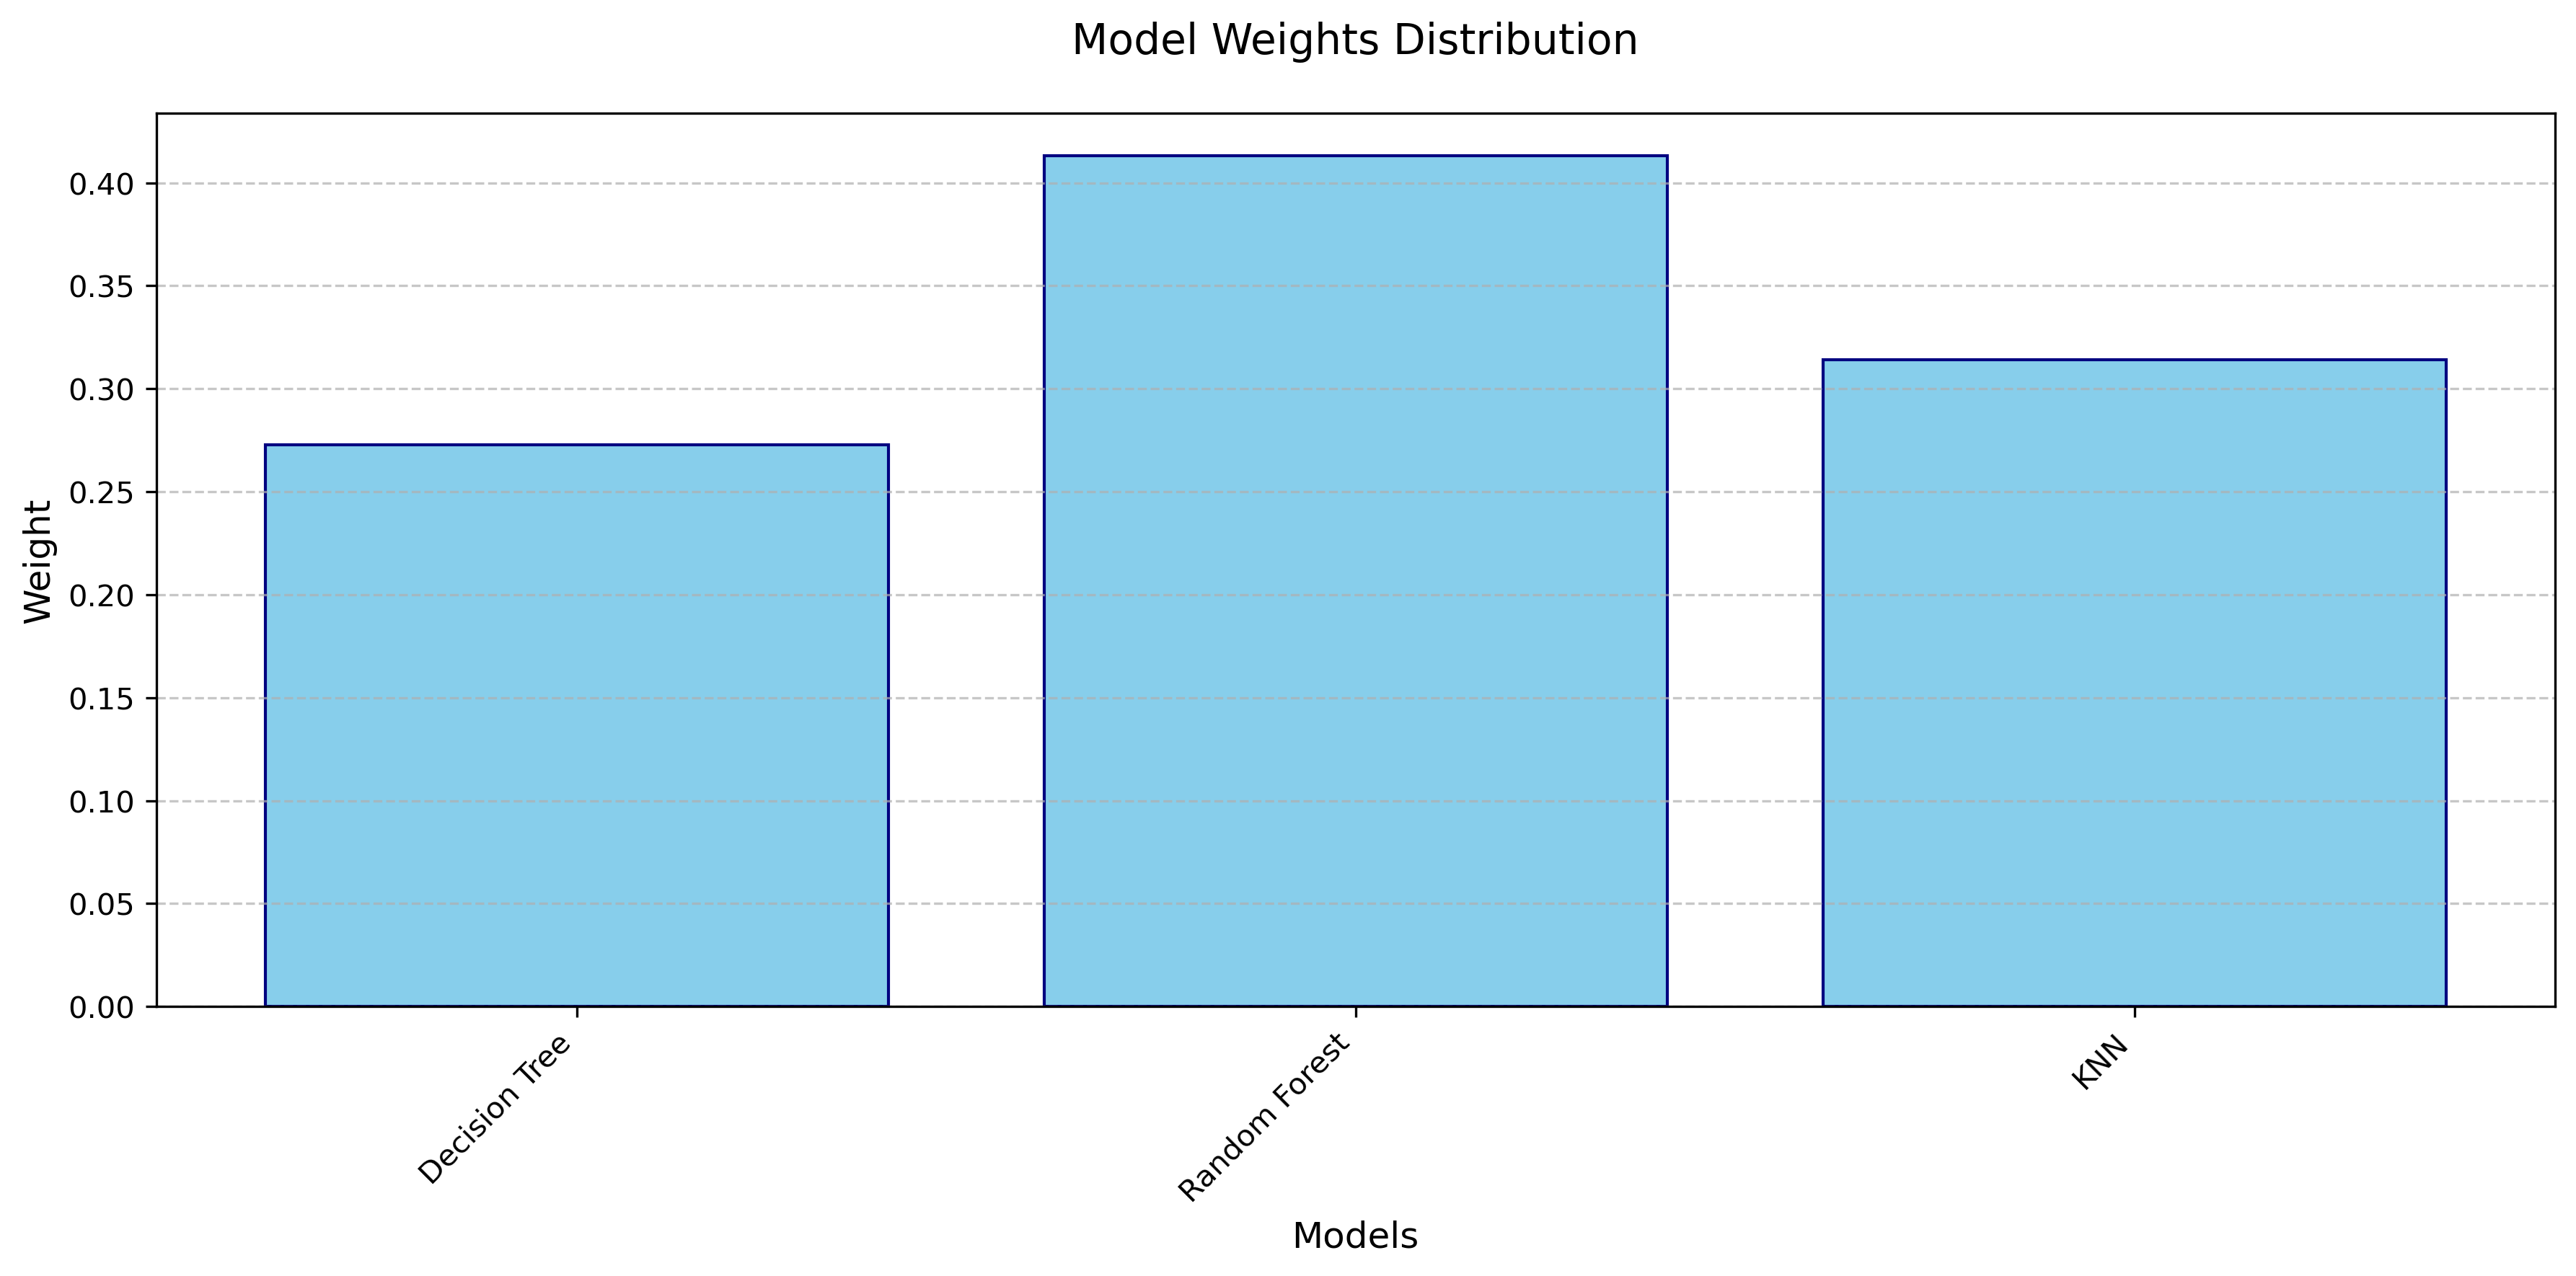 Model Weights Distribution
Weight
0.40
0.35
0.30
0.25
0.20
0.15
0.10
0.05
0.00
Decision Tree
Random Forest
KNN
Models